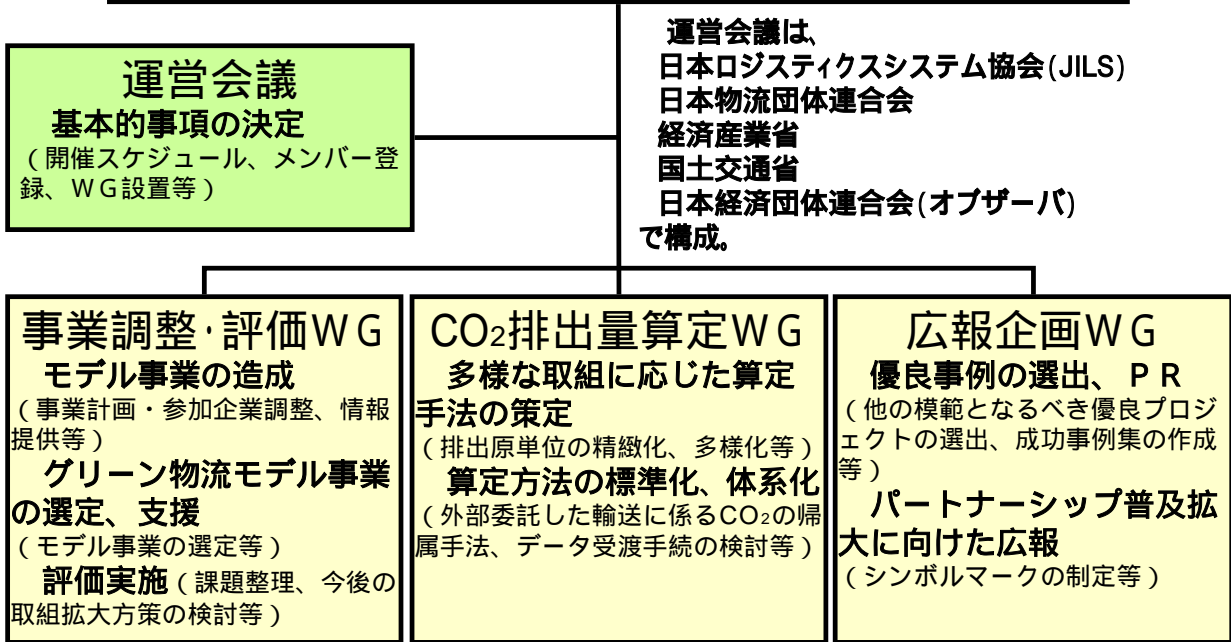 運営会議
基本的事項の決定
（開催スケジュール、メンバー登
録、ＷＧ設置等）
運営会議は、
日本ロジスティクスシステム協会(JILS)
日本物流団体連合会
経済産業省
国土交通省
日本経済団体連合会(オブザーバ)
で構成。
事業調整・評価ＷＧ
モデル事業の造成
（事業計画・参加企業調整、情報
提供等）
グリーン物流モデル事業
の選定、支援
（モデル事業の選定等）
評価実施（課題整理、今後の
取組拡大方策の検討等）
CO₂排出量算定ＷＧ
多様な取組に応じた算定
手法の策定
（排出原単位の精緻化、多様化等）
算定方法の標準化、体系化
（外部委託した輸送に係るCO₂の帰
属手法、データ受渡手続の検討等）
広報企画ＷＧ
優良事例の選出、ＰＲ
（他の模範となるべき優良プロジ
ェクトの選出、成功事例集の作成
等）
パートナーシップ普及拡
大に向けた広報
（シンボルマークの制定等）